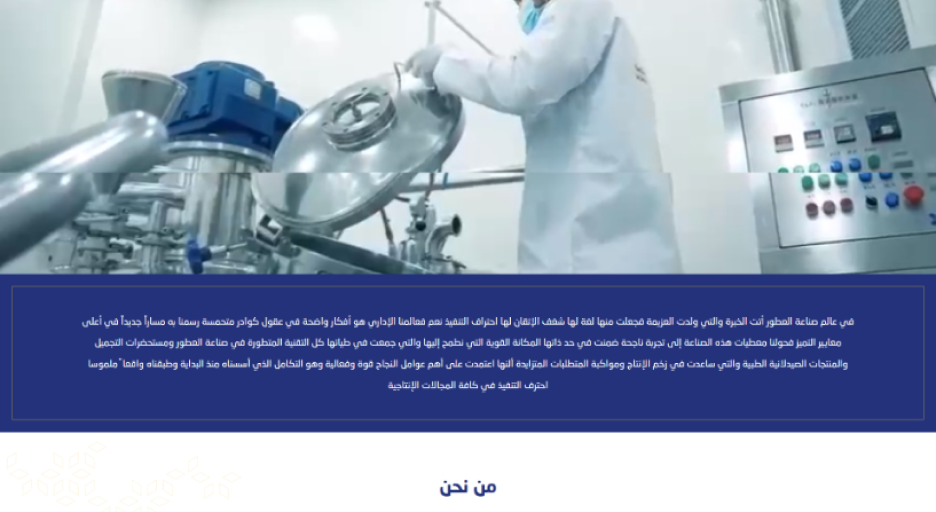 في عالم صناعة العطور أتت الخبرة والتي ولدت العزيمة فجعلت منها لغة لها شغف الإتقان لها احتراف التنفيذ نعم فعالمنا الإداري هو أفكار واضحة في عقول كوادر متحمسة رسمنا به مساراً جديداً في أعلى
معايير التميز فحولنا معطيات هذه الصناعة إلى تجربة ناجحة ضمنت في حد ذاتها المكانة القوية التي نطمح إليها والتي جمعت في طياتها كل التقنية المتطورة في صناعة العطور ومستحضرات التجميل
والمنتجات الصيدلانية الطبية والتي ساعدت في زخم الإنتاج ومواكبة المتطلبات المتزايدة ألتها اعتمدت على أهم عوامل النجاح قوة وفعالية وهو التكامل الذي أسسناه منذ البداية وطبقناه واقعا ًملموسا
احترف التنفيذ في كافة المجالات الإنتاجية
من نحن